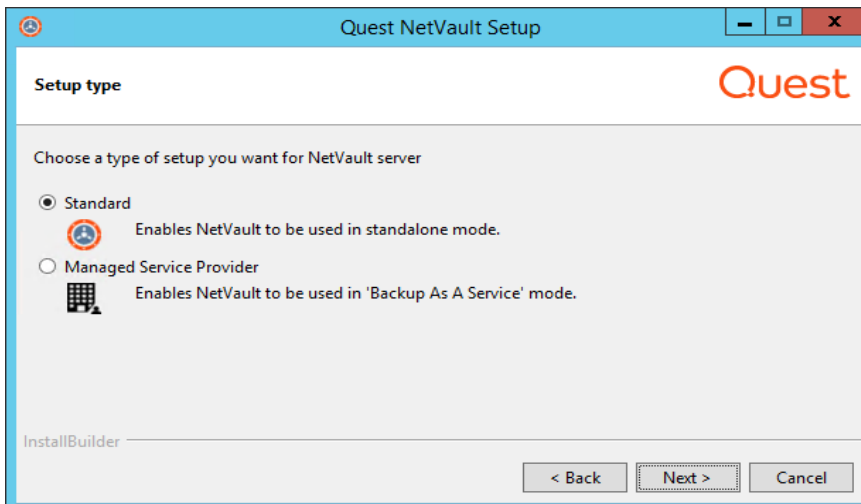 Quest NetVault Setup
Setup type
Quest
Choose a type of setup you want for NetVault server
Standard
Enables NetVault to be used in standalone mode.
Managed Service Provider
Enables NetVault to be used in 'Backup As A Service' mode.
InstallBuilder
< Back Next > Cancel